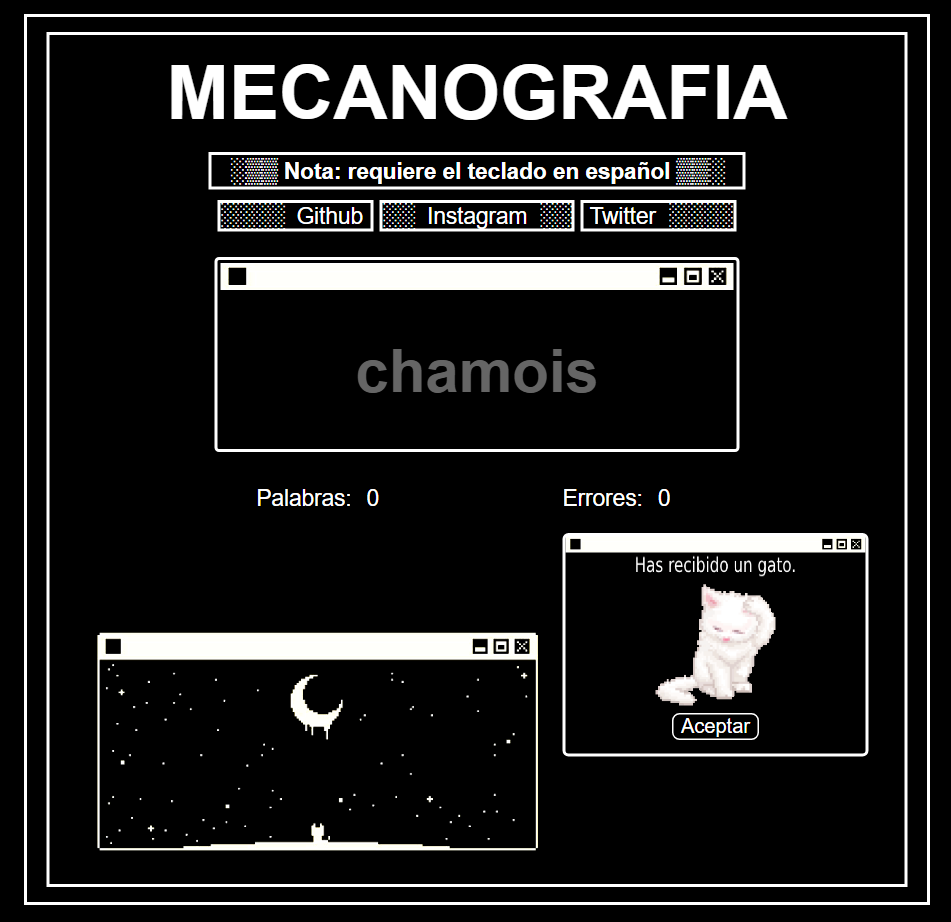 MECANOGRAFIA
░▒▓ Nota: requiere el teclado en español ▓▒░
Github Instagram Twitter
chamois
Palabras: 0 Errores: 0
Has recibido un gato.
Aceptar